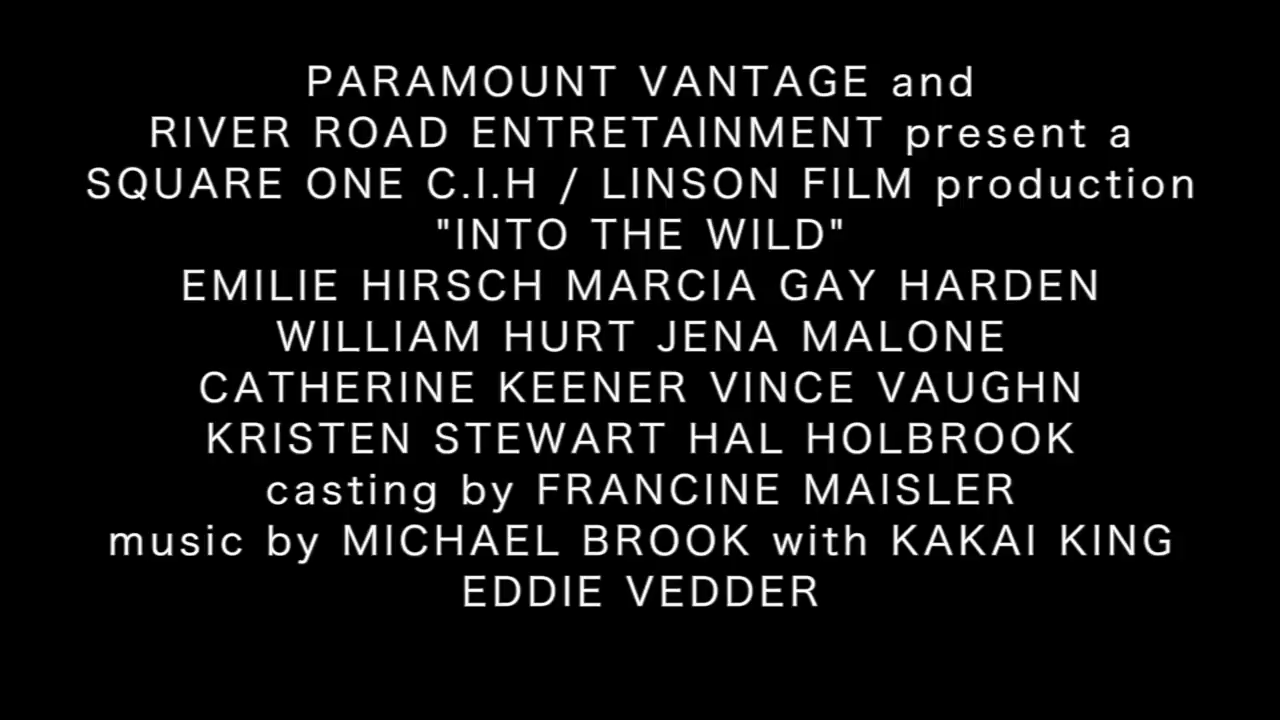 PARAMOUNT VANTAGE and
RIVER ROAD ENTRETAINMENT present a
SQUARE ONE C.I.H / LINSON FILM production
"INTO THE WILD"
EMILIE HIRSCH MARCIA GAY HARDEN
WILLIAM HURT JENA MALONE
CATHERINE KEENER VINCE VAUGHN
KRISTEN STEWART HAL HOLBROOK
casting by FRANCINE MAISLER
music by MICHAEL BROOK with KAKAI KING
EDDIE VEDDER